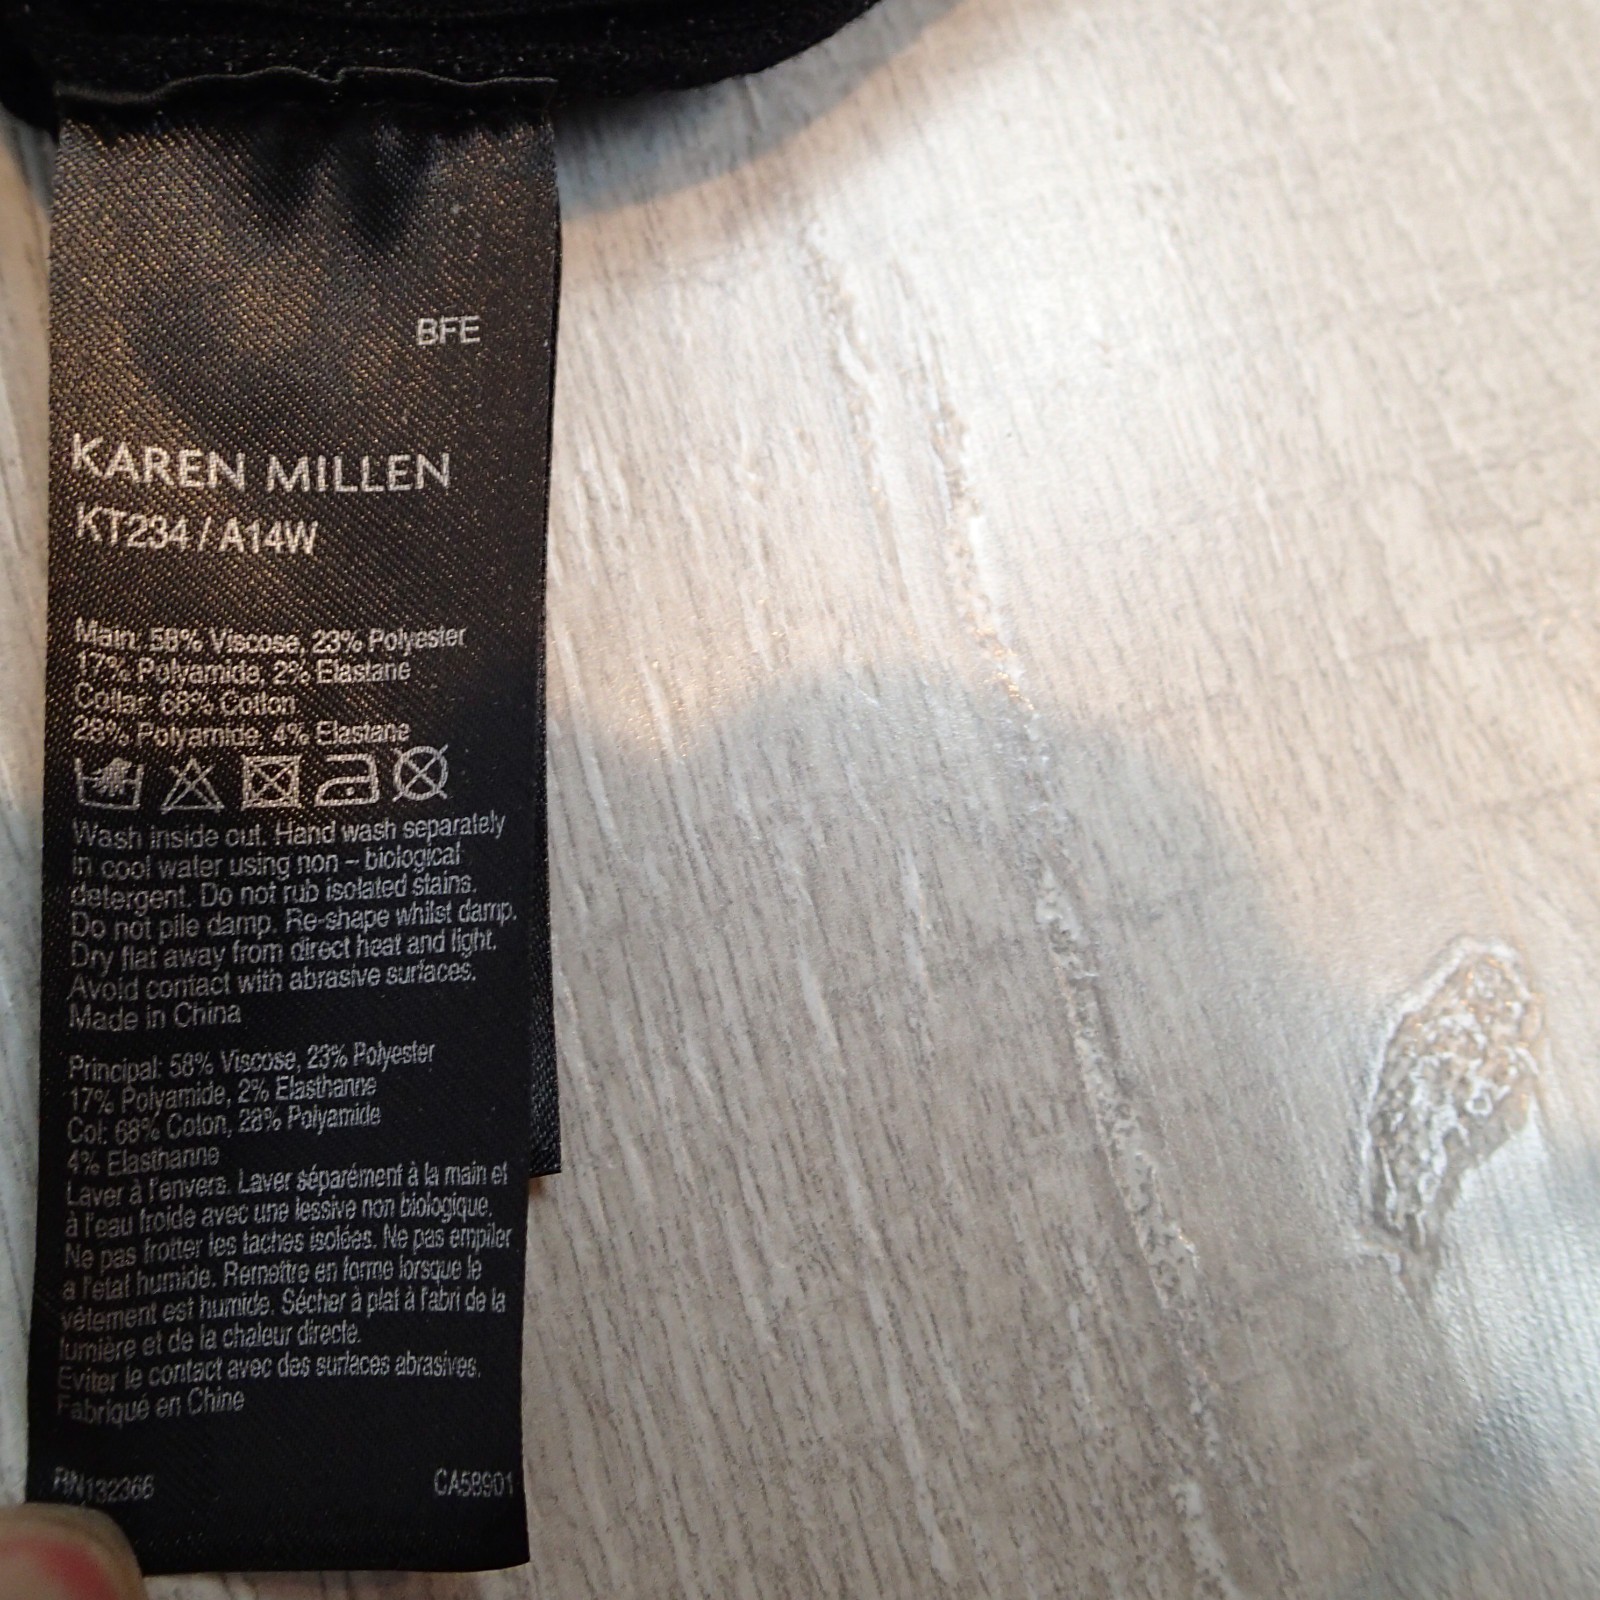 BFE
KAREN MILLEN
KT234 / A14W
Main: 58% Viscose, 23% Polyester
17% Polyamide, 2% Elastane
Collar: 68% Cotton
28% Polyamide, 4% Elastane
Wash inside out. Hand wash separately
in cool water using non – biological
detergent. Do not rub isolated stains.
Do not pile damp. Re-shape whilst damp.
Dry flat away from direct heat and light.
Avoid contact with abrasive surfaces.
Made in China
Principal: 58% Viscose, 23% Polyester
17% Polyamide, 2% Elasthanne
Col: 68% Coton, 28% Polyamide
4% Elasthanne
Laver à l'envers. Laver séparément à la main et
à l'eau froide avec une lessive non biologique.
Ne pas frotter les taches isolées. Ne pas empiler
a l'etat humide. Remettre en forme lorsque le
vêtement est humide. Sécher à plat à l'abri de la
lumière et de la chaleur directe.
Eviter le contact avec des surfaces abrasives.
Fabriqué en Chine
RN132366 CA58901